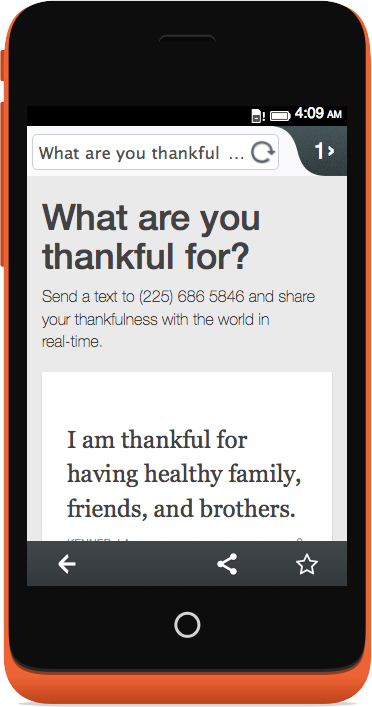 4:09 AM
What are you thankful ...
1›
What are you
thankful for?
Send a text to (225) 686 5846 and share
your thankfulness with the world in
real-time.
I am thankful for
having healthy family,
friends, and brothers.